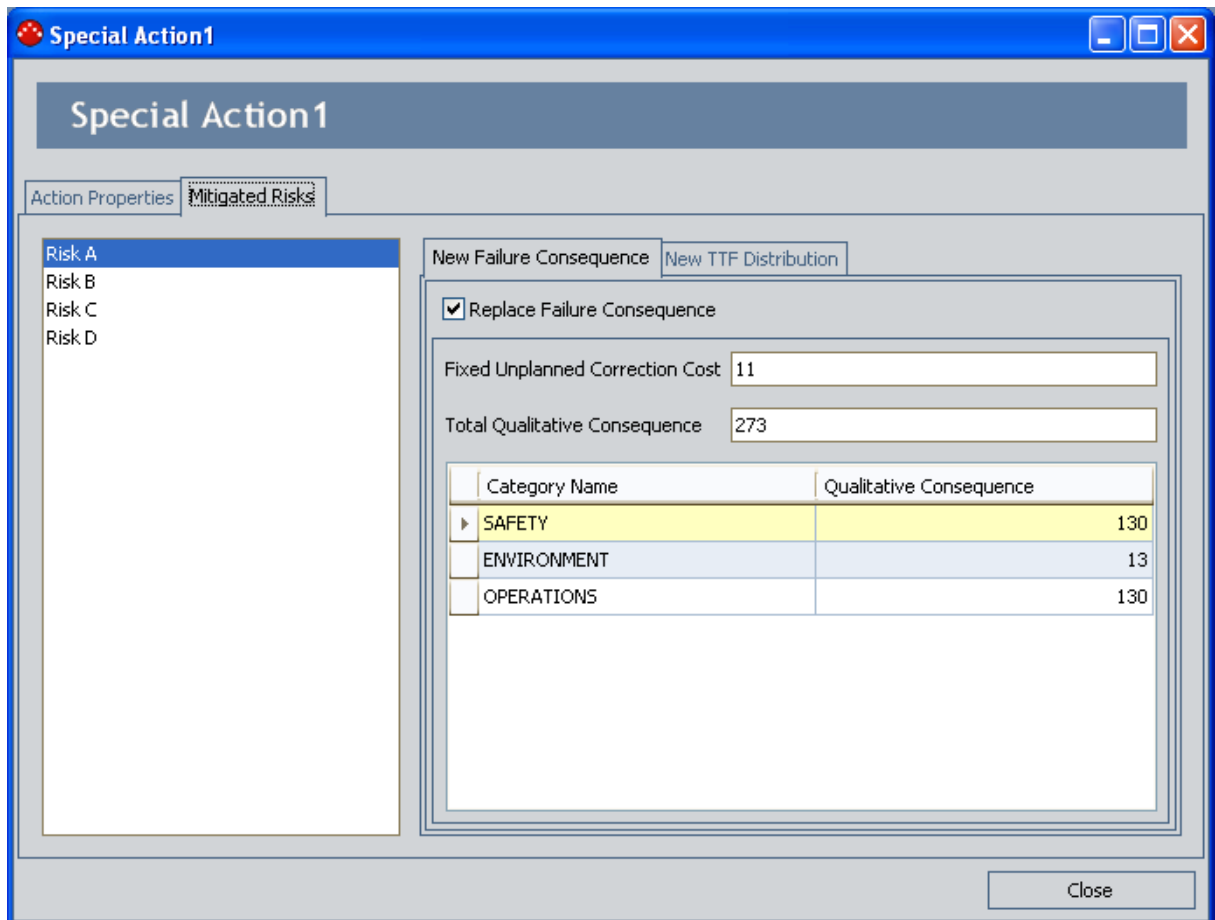 Special Action1
Special Action1
Action Properties Mitigated Risks
Risk A
Risk B
Risk C
Risk D
New Failure Consequence New TTF Distribution
Replace Failure Consequence
Fixed Unplanned Correction Cost 11
Total Qualitative Consequence 273
Category Name Qualitative Consequence
SAFETY 130
ENVIRONMENT 13
OPERATIONS 130
Close